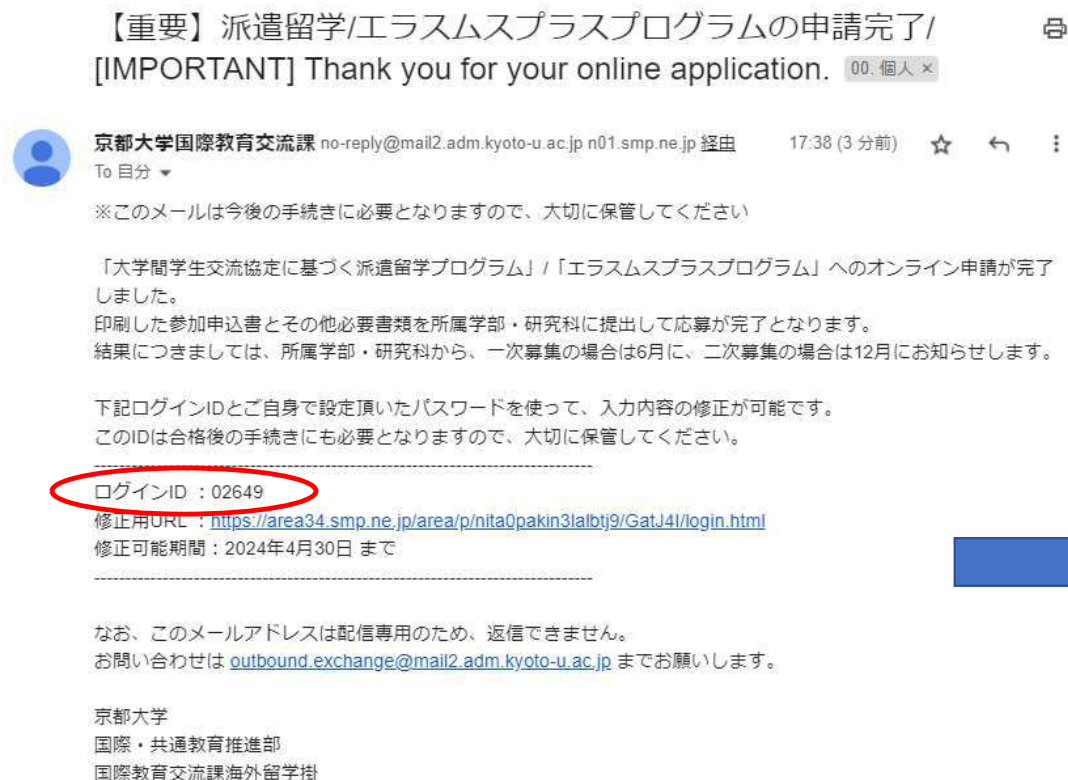 【重要】派遣留学/エラスムスプラスプログラムの申請完了/
[IMPORTANT] Thank you for your online application. 00. 個人 ×
京都大学国際教育交流課 no-reply@mail2.adm.kyoto-u.ac.jp n01.smp.ne.jp 経由 17:38 (3 分前)
To 自分
※このメールは今後の手続きに必要となりますので、大切に保管してください
「大学間学生交流協定に基づく派遣留学プログラム」/「エラスムスプラスプログラム」へのオンライン申請が完了
しました。
印刷した参加申込書とその他必要書類を所属学部・研究科に提出して応募が完了となります。
結果につきましては、所属学部・研究科から、一次募集の場合は6月に、二次募集の場合は12月にお知らせします。
下記ログインIDとご自身で設定頂いたパスワードを使って、入力内容の修正が可能です。
このIDは合格後の手続きにも必要となりますので、大切に保管してください。
--------------------------------------------------------------------------------
ログインID ：02649
修正用URL ：https://area34.smp.ne.jp/area/p/nita0pakin3lalbtj9/GatJ4I/login.html
修正可能期間：2024年4月30日 まで
--------------------------------------------------------------------------------
なお、このメールアドレスは配信専用のため、返信できません。
お問い合わせは outbound.exchange@mail2.adm.kyoto-u.ac.jp までお願いします。
京都大学
国際・共通教育推進部
国際教育交流課海外留学掛